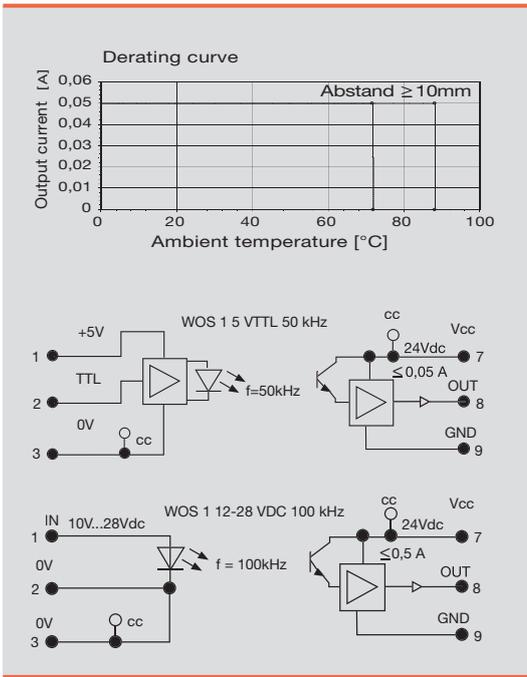 Derating curve
Output current [A]
0,06
0,05
0,04
0,03
0,02
0,01
0
Abstand ≥10mm
0 20 40 60 80 100
Ambient temperature [°C]
WOS 1 5 VTTL 50 kHz
+5V
1
TTL
2
0V
3
cc
f=50kHz
cc
Vcc
24Vdc
7
≤0,05 A
OUT
8
GND
9
WOS 1 12-28 VDC 100 kHz
IN 10V...28Vdc
1
0V
2
0V
3
cc
f = 100kHz
cc
Vcc
24Vdc
7
≤0,5 A
OUT
8
GND
9